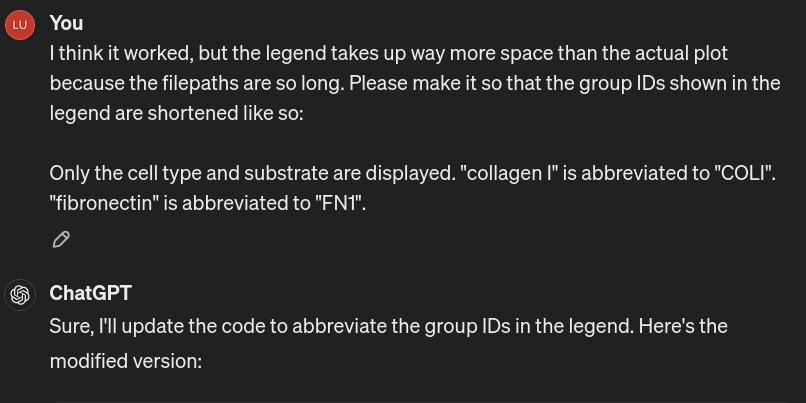 LU
You
I think it worked, but the legend takes up way more space than the actual plot
because the filepaths are so long. Please make it so that the group IDs shown in the
legend are shortened like so:
Only the cell type and substrate are displayed. "collagen I" is abbreviated to "COLI".
"fibronectin" is abbreviated to "FN1".
ChatGPT
Sure, I'll update the code to abbreviate the group IDs in the legend. Here's the
modified version: